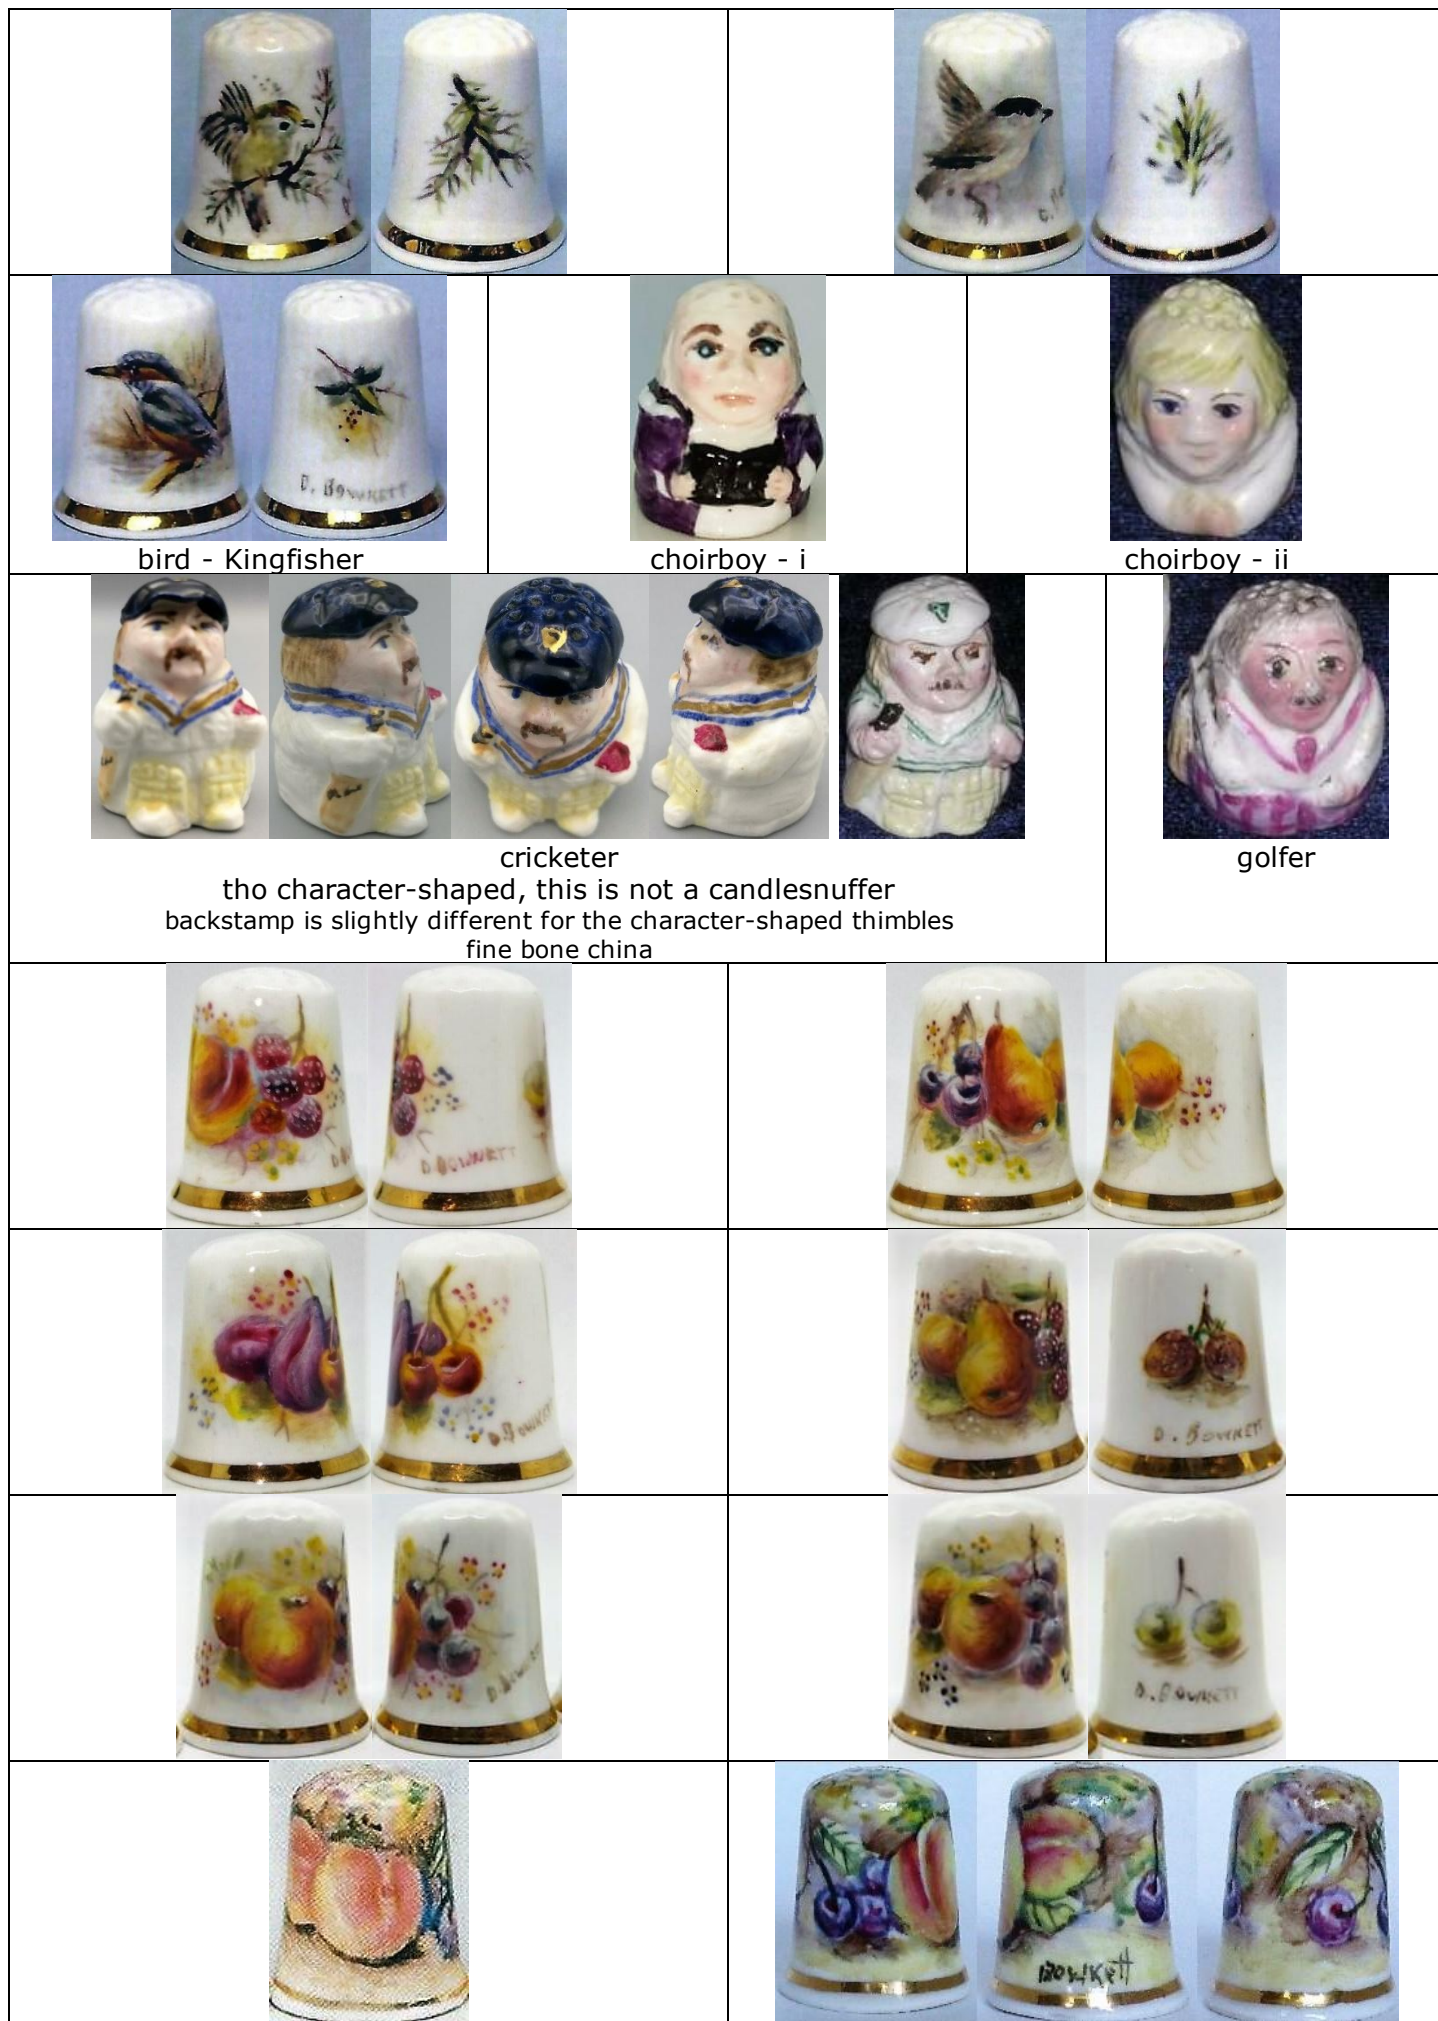 D. BOWKETT
bird - Kingfisher
choirboy - i
choirboy - ii
cricketer
tho character-shaped, this is not a candlesnuffer
backstamp is slightly different for the character-shaped thimbles
fine bone china
golfer
D. BOWKETT
D. BOWKETT
D. BOWKETT
D. BOWKETT
BOWKETT